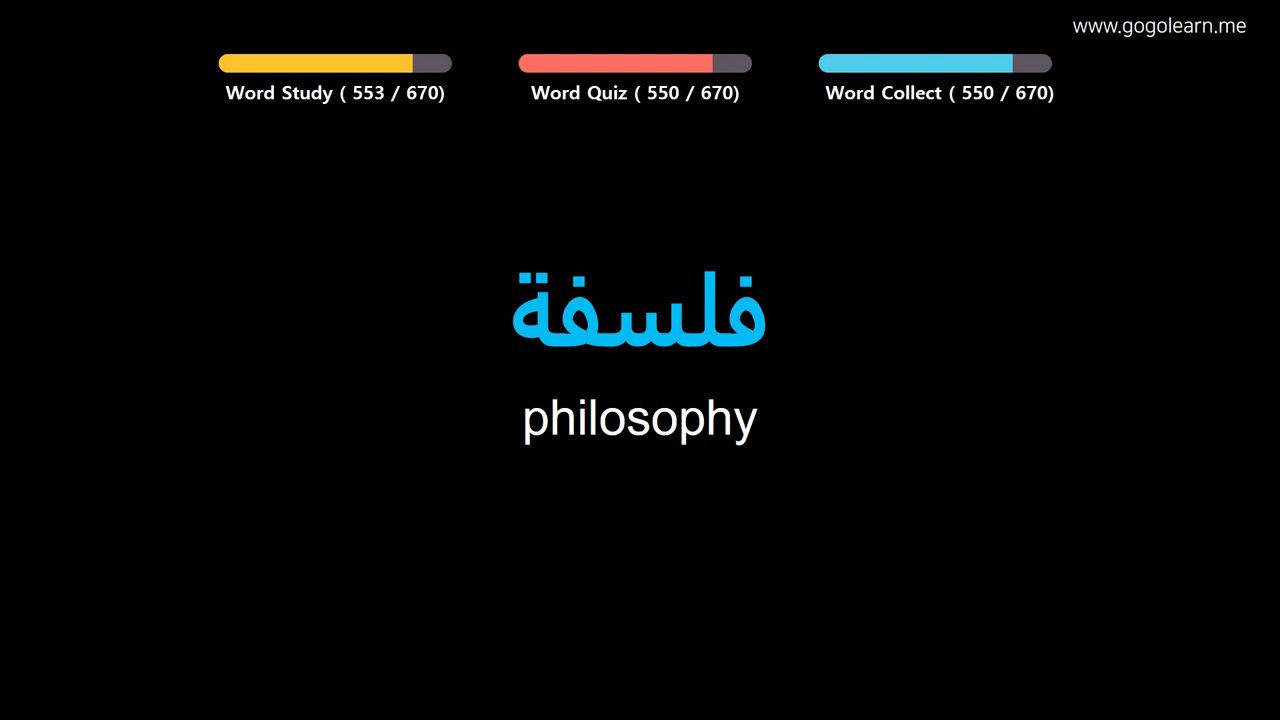 www.gogolearn.me
Word Study ( 553 / 670)
Word Quiz ( 550 / 670)
Word Collect ( 550 / 670)
فلسفة
philosophy